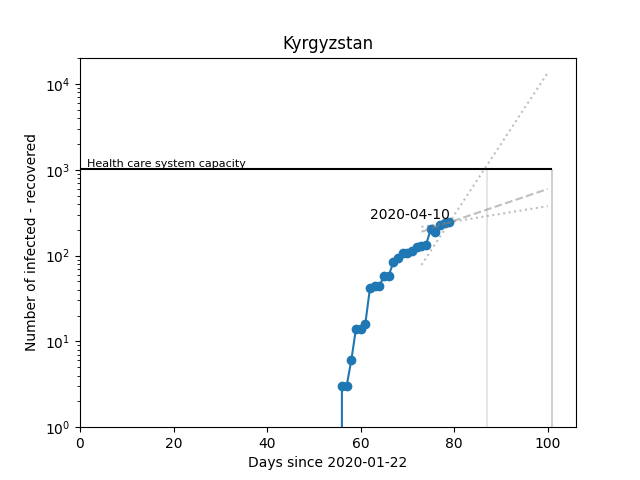 Kyrgyzstan
Number of infected - recovered
10⁴
10³
10²
10¹
10⁰
Health care system capacity
2020-04-10
0 20 40 60 80 100
Days since 2020-01-22